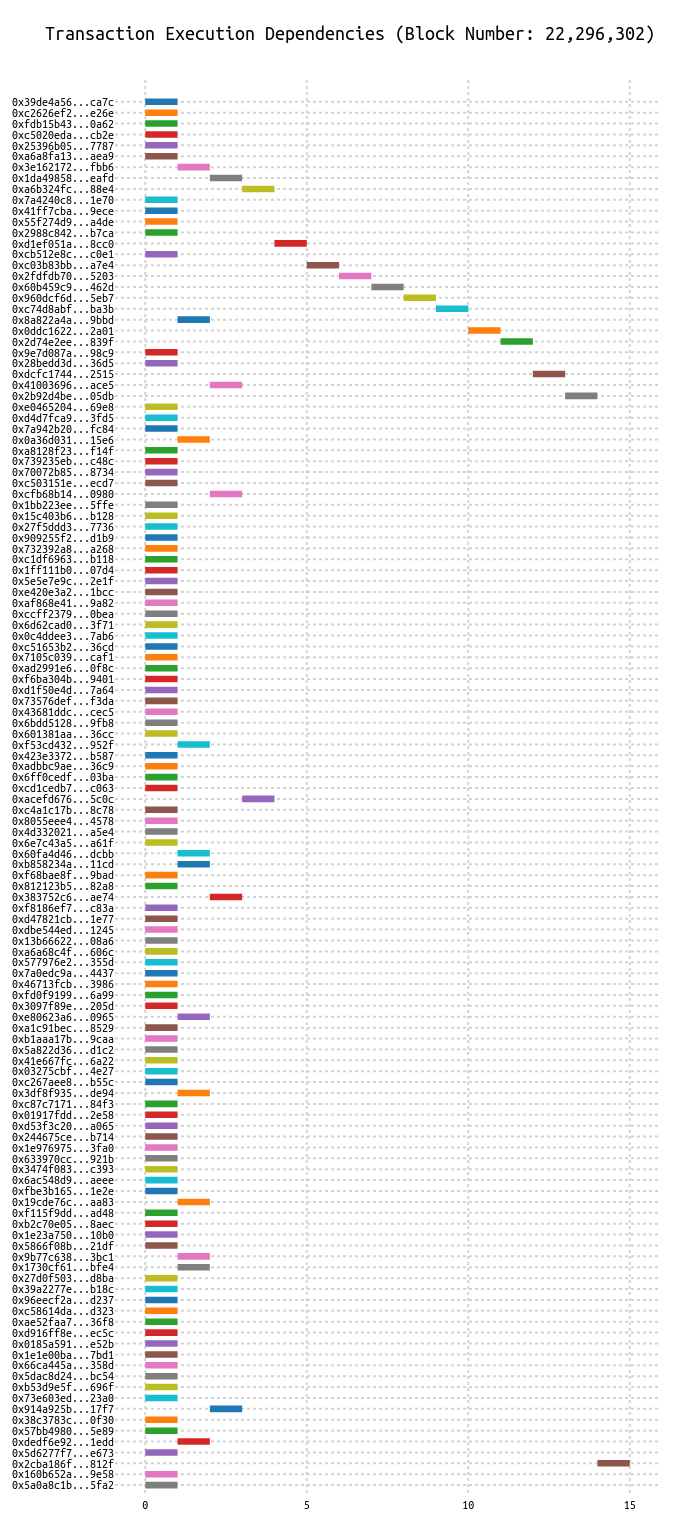 Transaction Execution Dependencies (Block Number: 22,296,302)
0x39de4a56...ca7c
0xc2626ef2...e26e
0xfdb15b43...0a62
0xc5020eda...cb2e
0x25396b05...7787
0xa6a8fa13...aea9
0x3e162172...fbb6
0x1da49858...eafd
0xa6b324fc...88e4
0x7a4240c8...1e70
0x41ff7cba...9ece
0x55f274d9...a4de
0x2988c842...b7ca
0xd1ef051a...8cc0
0xcb512e8c...c0e1
0xc03b83bb...a7e4
0x2fdfdb70...5203
0x60b459c9...462d
0x960dcf6d...5eb7
0xc74d8abf...ba3b
0x8a822a4a...9bbd
0x0ddc1622...2a01
0x2d74e2ee...839f
0x9e7d087a...98c9
0x28bedd3d...36d5
0xdcfc1744...2515
0x41003696...ace5
0x2b92d4be...05db
0xe0465204...69e8
0xd4d7fca9...3fd5
0x7a942b20...fc84
0x0a36d031...15e6
0xa8128f23...f14f
0x739235eb...c48c
0x70072b85...8734
0xc503151e...ecd7
0xcfb68b14...0980
0x1bb223ee...5ffe
0x15c403b6...b128
0x27f5ddd3...7736
0x909255f2...d1b9
0x732392a8...a268
0xc1df6963...b118
0x1ff111b0...07d4
0x5e5e7e9c...2e1f
0xe420e3a2...1bcc
0xaf868e41...9a82
0xccff2379...0bea
0x6d62cad0...3f71
0x0c4ddee3...7ab6
0xc51653b2...36cd
0x7105c039...caf1
0xad2991e6...0f8c
0xf6ba304b...9401
0xd1f50e4d...7a64
0x73576def...f3da
0x43681ddc...cec5
0x6bdd5128...9fb8
0x601381aa...36cc
0xf53cd432...952f
0x423e3372...b587
0xadbbc9ae...36c9
0x6ff0cedf...03ba
0xcd1cedb7...c063
0xacefd676...5c0c
0xc4a1c17b...8c78
0x8055eee4...4578
0x4d332021...a5e4
0x6e7c43a5...a61f
0x60fa4d46...dcbb
0xb858234a...11cd
0xf68bae8f...9bad
0x812123b5...82a8
0x383752c6...ae74
0xf8186ef7...c83a
0xd47821cb...1e77
0xdbe544ed...1245
0x13b66622...08a6
0xa6a68c4f...606c
0x577976e2...355d
0x7a0edc9a...4437
0x46713fcb...3986
0xfd0f9199...6a99
0x3097f89e...205d
0xe80623a6...0965
0xa1c91bec...8529
0xb1aaa17b...9caa
0x5a822d36...d1c2
0x41e667fc...6a22
0x03275cbf...4e27
0xc267aee8...b55c
0x3df8f935...de94
0xc87c7171...84f3
0x01917fdd...2e58
0xd53f3c20...a065
0x244675ce...b714
0x1e976975...3fa0
0x633970cc...921b
0x3474f083...c393
0x6ac548d9...aeee
0xfbe3b165...1e2e
0x19cde76c...aa83
0xf115f9dd...ad48
0xb2c70e05...8aec
0x1e23a750...10b0
0x5866f08b...21df
0x9b77c638...3bc1
0x1730cf61...bfe4
0x27d0f503...d8ba
0x39a2277e...b18c
0x96eecf2a...d237
0xc58614da...d323
0xae52faa7...36f8
0xd916ff8e...ec5c
0x0185a591...e52b
0x1e1e00ba...7bd1
0x66ca445a...358d
0x5dac8d24...bc54
0xb53d9e5f...696f
0x73e603ed...23a0
0x914a925b...17f7
0x38c3783c...0f30
0x57bb4980...5e89
0xdedf6e92...1edd
0x5d6277f7...e673
0x2cba186f...812f
0x160b652a...9e58
0x5a0a8c1b...5fa2
0 5 10 15